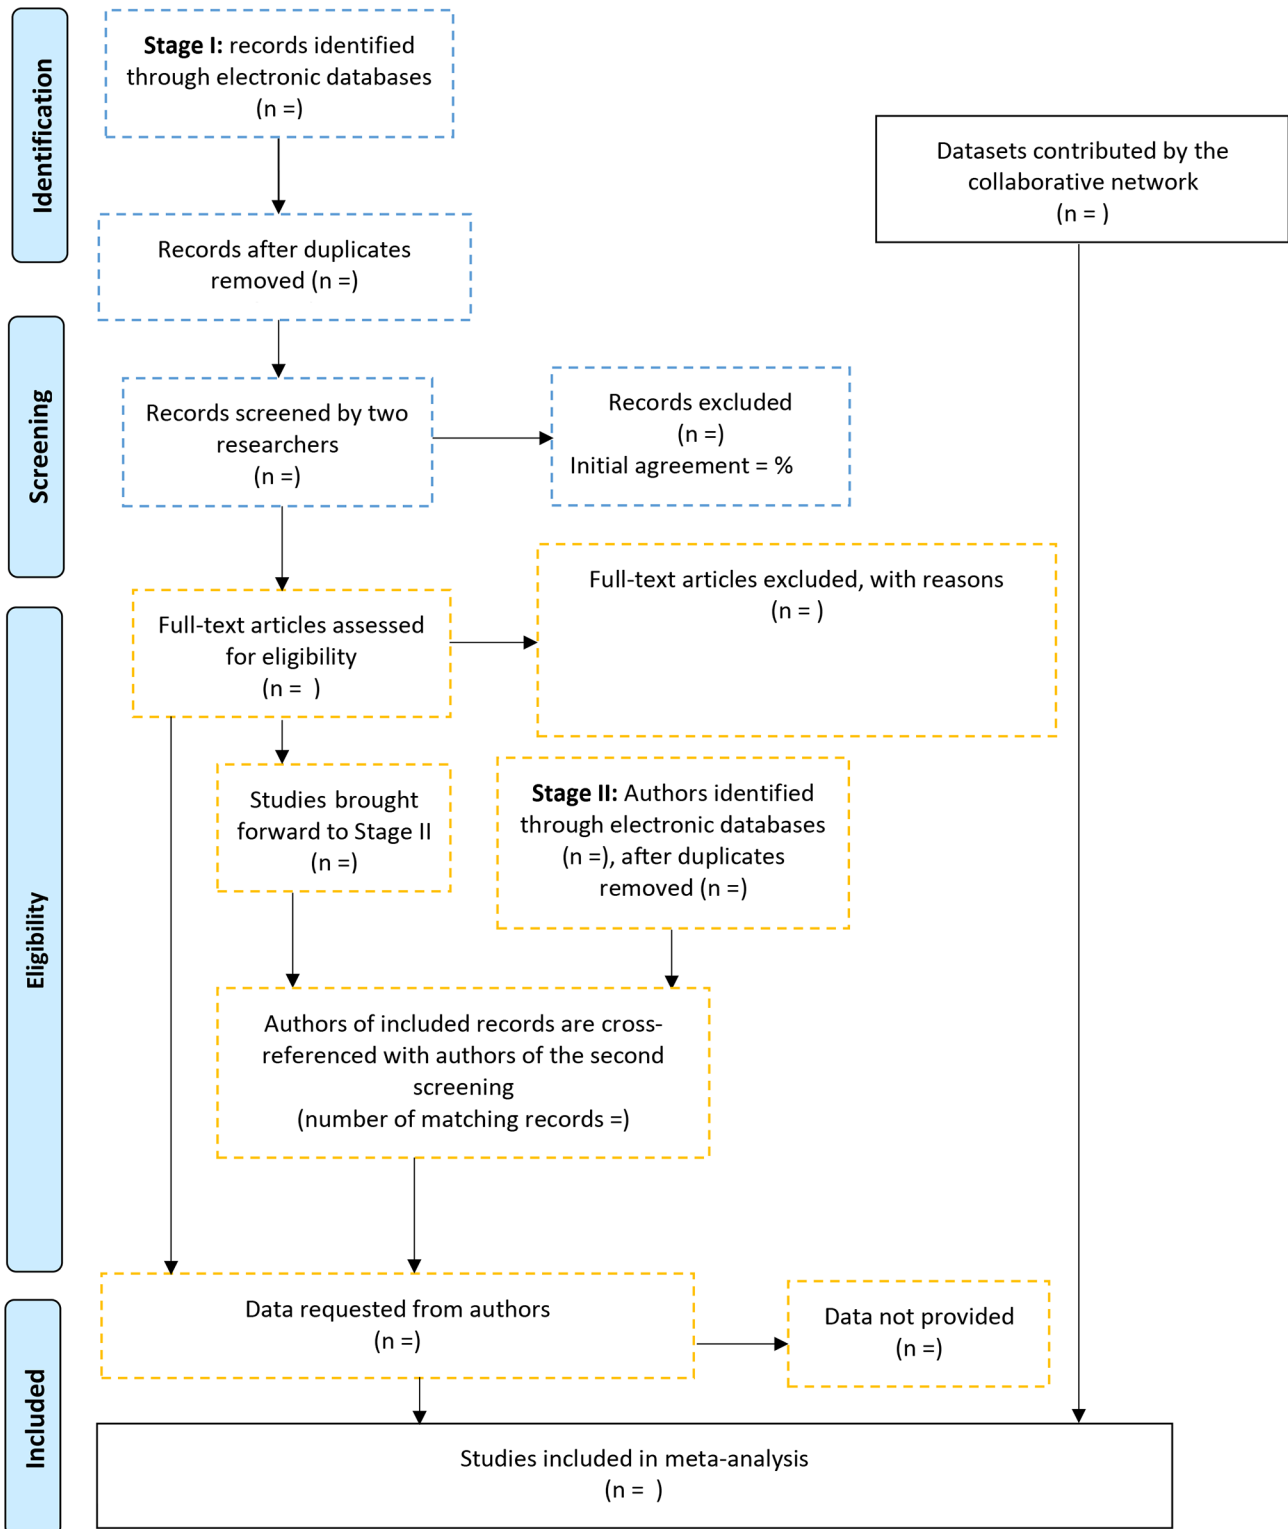 Identification
Stage I: records identified
through electronic databases
(n =)
Datasets contributed by the
collaborative network
(n = )
Records after duplicates
removed (n =)
Screening
Records screened by two
researchers
(n =)
Records excluded
(n =)
Initial agreement = %
Eligibility
Full-text articles assessed
for eligibility
(n =  )
Full-text articles excluded, with reasons
(n = )
Studies brought
forward to Stage II
(n =)
Stage II: Authors identified
through electronic databases
(n =), after duplicates
removed (n =)
Authors of included records are cross-
referenced with authors of the second
screening
(number of matching records =)
Included
Data requested from authors
(n =)
Data not provided
(n =)
Studies included in meta-analysis
(n =  )